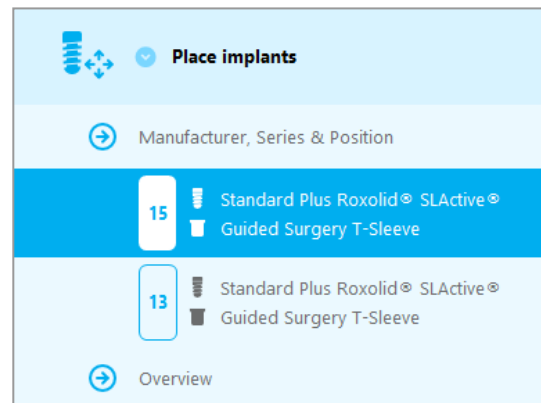 Place implants
Manufacturer, Series & Position
15
Standard Plus Roxolid® SLActive®
Guided Surgery T-Sleeve
13
Standard Plus Roxolid® SLActive®
Guided Surgery T-Sleeve
Overview